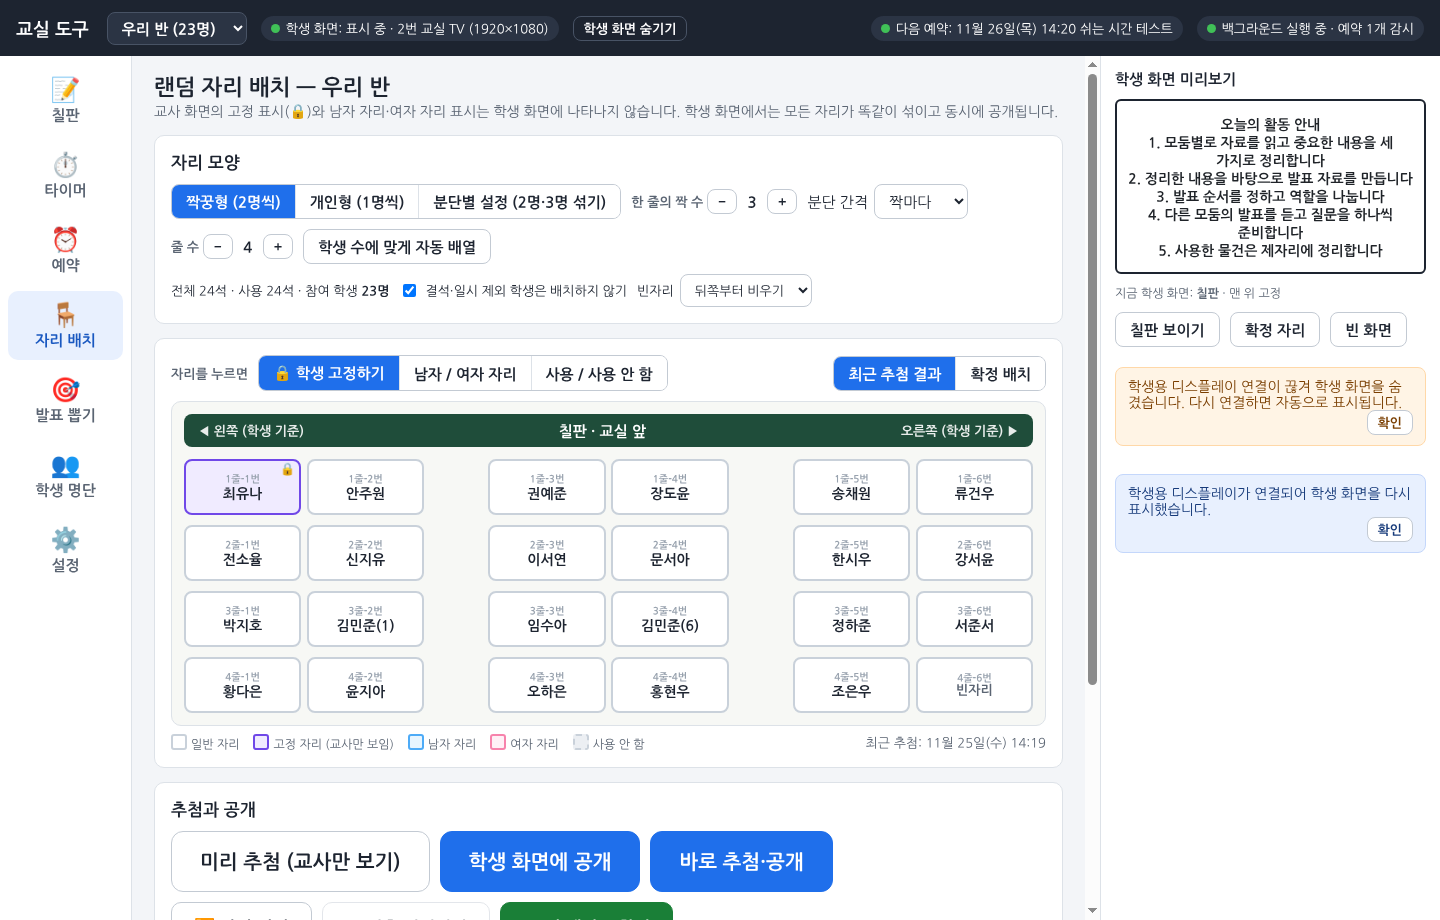 교실 도구
우리 반 (23명)
학생 화면: 표시 중 · 2번 교실 TV (1920×1080)
학생 화면 숨기기
다음 예약: 11월 26일(목) 14:20 쉬는 시간 테스트
백그라운드 실행 중 · 예약 1개 감시
칠판
타이머
예약
자리 배치
발표 뽑기
학생 명단
설정
랜덤 자리 배치 — 우리 반
교사 화면의 고정 표시(🔒)와 남자 자리·여자 자리 표시는 학생 화면에 나타나지 않습니다. 학생 화면에서는 모든 자리가 똑같이 섞이고 동시에 공개됩니다.
자리 모양
짝꿍형 (2명씩) 개인형 (1명씩) 분단별 설정 (2명·3명 섞기) 한 줄의 짝 수 − 3 + 분단 간격 짝마다
줄 수 − 4 + 학생 수에 맞게 자동 배열
전체 24석 · 사용 24석 · 참여 학생 23명 결석·일시 제외 학생은 배치하지 않기 빈자리 뒤쪽부터 비우기
자리를 누르면 🔒 학생 고정하기 남자 / 여자 자리 사용 / 사용 안 함 최근 추첨 결과 확정 배치
◀ 왼쪽 (학생 기준) 칠판 · 교실 앞 오른쪽 (학생 기준) ▶
1줄-1번 1줄-2번 1줄-3번 1줄-4번 1줄-5번 1줄-6번
최유나 안주원 권예준 장도윤 송채원 류건우
2줄-1번 2줄-2번 2줄-3번 2줄-4번 2줄-5번 2줄-6번
전소율 신지유 이서연 문서아 한시우 강서윤
3줄-1번 3줄-2번 3줄-3번 3줄-4번 3줄-5번 3줄-6번
박지호 김민준(1) 임수아 김민준(6) 정하준 서준서
4줄-1번 4줄-2번 4줄-3번 4줄-4번 4줄-5번 4줄-6번
황다은 윤지아 오하은 홍현우 조은우 빈자리
일반 자리 고정 자리 (교사만 보임) 남자 자리 여자 자리 사용 안 함 최근 추첨: 11월 25일(수) 14:19
추첨과 공개
미리 추첨 (교사만 보기) 학생 화면에 공개 바로 추첨·공개
학생 화면 미리보기
오늘의 활동 안내
1. 모둠별로 자료를 읽고 중요한 내용을 세
가지로 정리합니다
2. 정리한 내용을 바탕으로 발표 자료를 만듭니다
3. 발표 순서를 정하고 역할을 나눕니다
4. 다른 모둠의 발표를 듣고 질문을 하나씩
준비합니다
5. 사용한 물건은 제자리에 정리합니다
지금 학생 화면: 칠판 · 맨 위 고정
칠판 보이기 확정 자리 빈 화면
학생용 디스플레이 연결이 끊겨 학생 화면을 숨
겼습니다. 다시 연결하면 자동으로 표시됩니다.
확인
학생용 디스플레이가 연결되어 학생 화면을 다시
표시했습니다.
확인